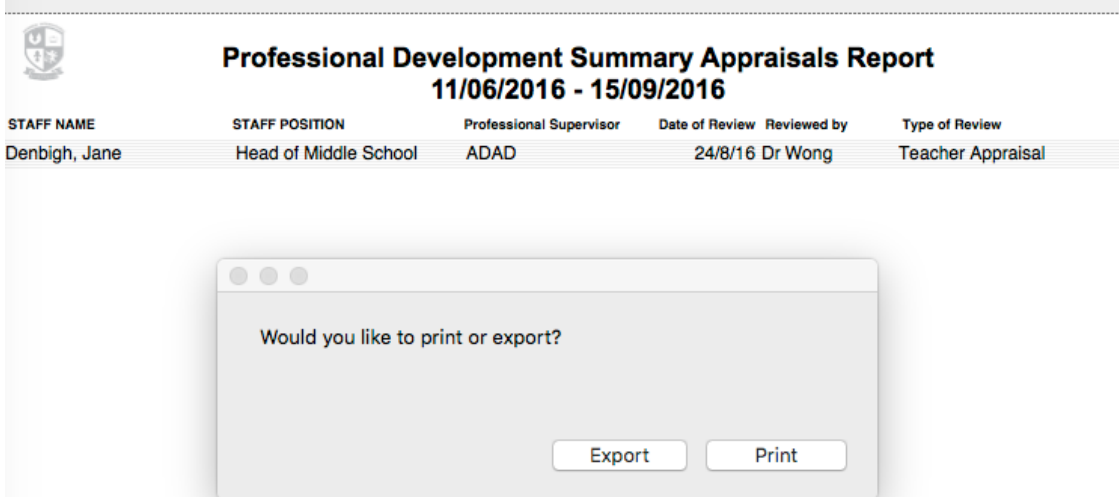 Professional Development Summary Appraisals Report
11/06/2016 - 15/09/2016
STAFF NAME STAFF POSITION Professional Supervisor Date of Review Reviewed by Type of Review
Denbigh, Jane Head of Middle School ADAD 24/8/16 Dr Wong Teacher Appraisal
Would you like to print or export?
Export Print